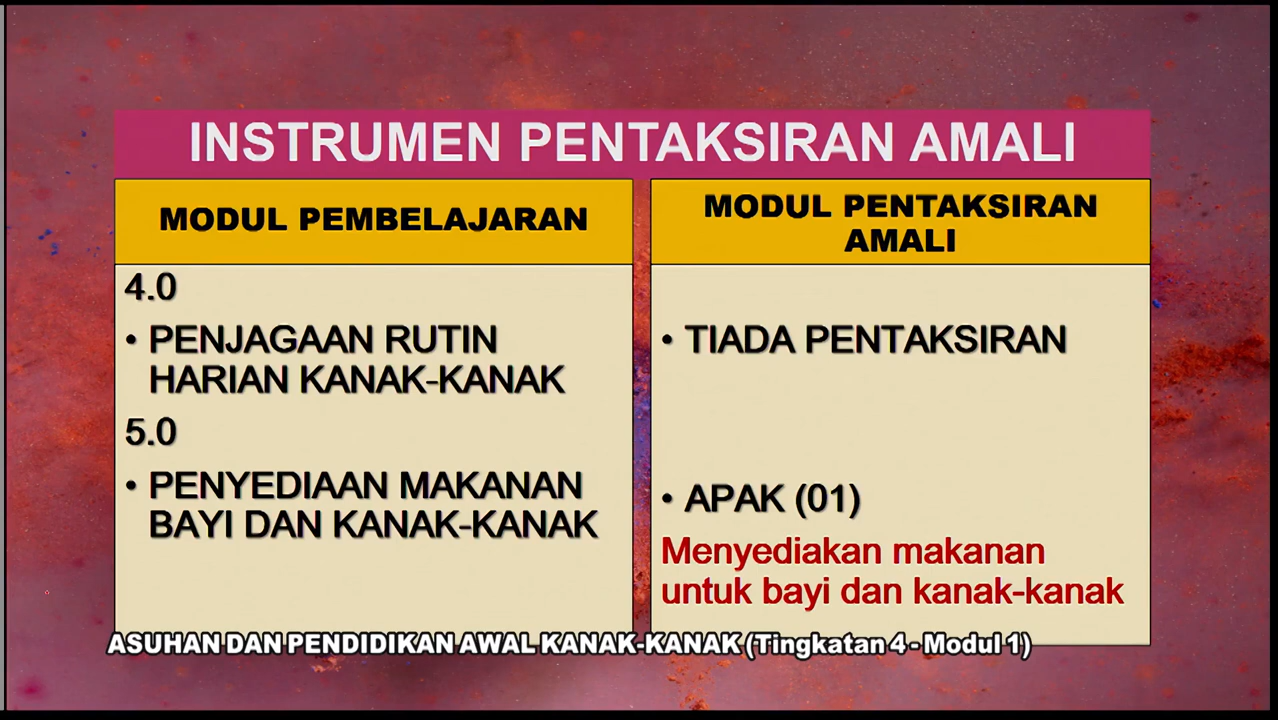 INSTRUMEN PENTAKSIRAN AMALI
MODUL PEMBELAJARAN
4.0
• PENJAGAAN RUTIN
HARIAN KANAK-KANAK
5.0
• PENYEDIAAN MAKANAN
BAYI DAN KANAK-KANAK
MODUL PENTAKSIRAN
AMALI
• TIADA PENTAKSIRAN
• APAK (01)
Menyediakan makanan
untuk bayi dan kanak-kanak
ASUHAN DAN PENDIDIKAN AWAL KANAK-KANAK (Tingkatan 4 - Modul 1)